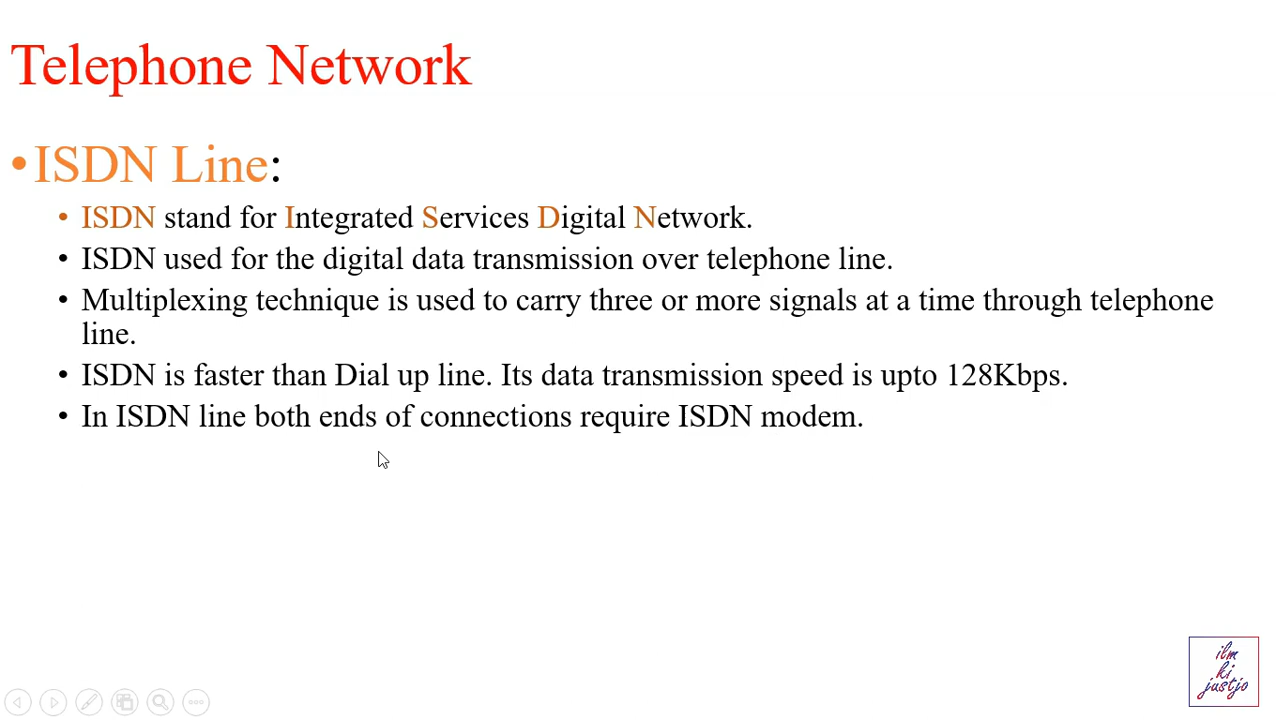 Telephone Network
•ISDN Line:
• ISDN stand for Integrated Services Digital Network.
• ISDN used for the digital data transmission over telephone line.
• Multiplexing technique is used to carry three or more signals at a time through telephone
line.
• ISDN is faster than Dial up line. Its data transmission speed is upto 128Kbps.
• In ISDN line both ends of connections require ISDN modem.
ilm
ki
justjo